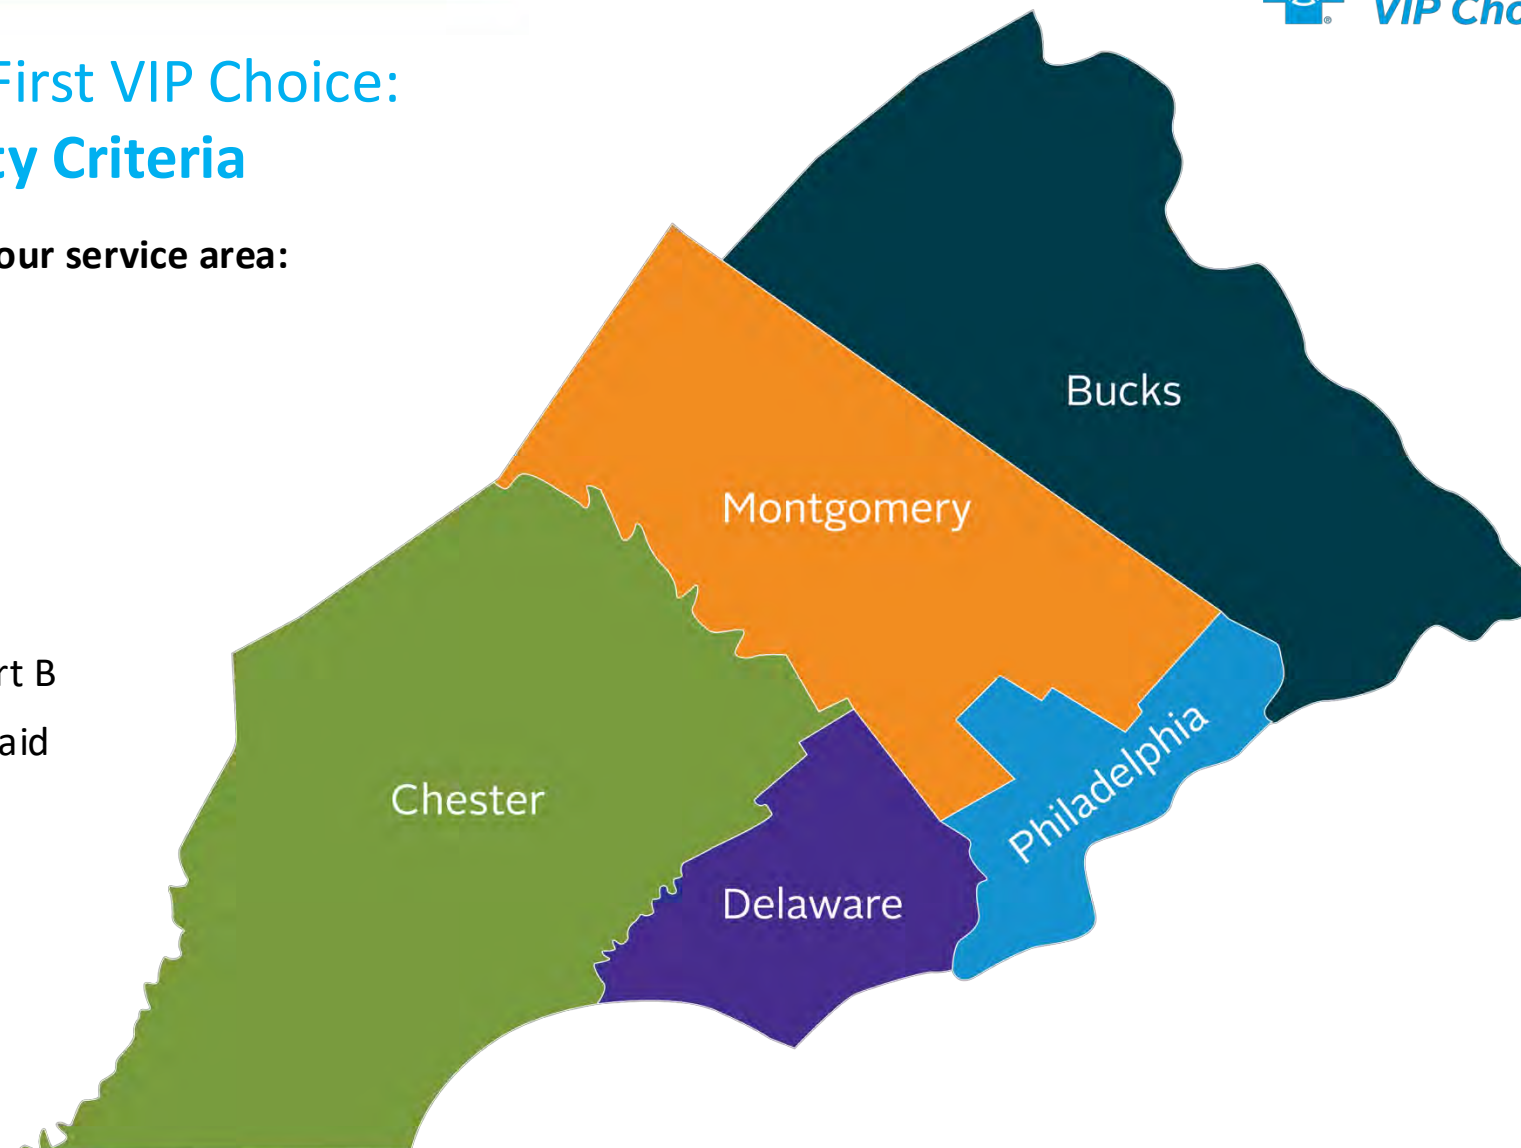 VIP Cho
First VIP Choice:
ty Criteria
our service area:
Bucks
Montgomery
rt B
aid
Philadelphia
Chester
Delaware